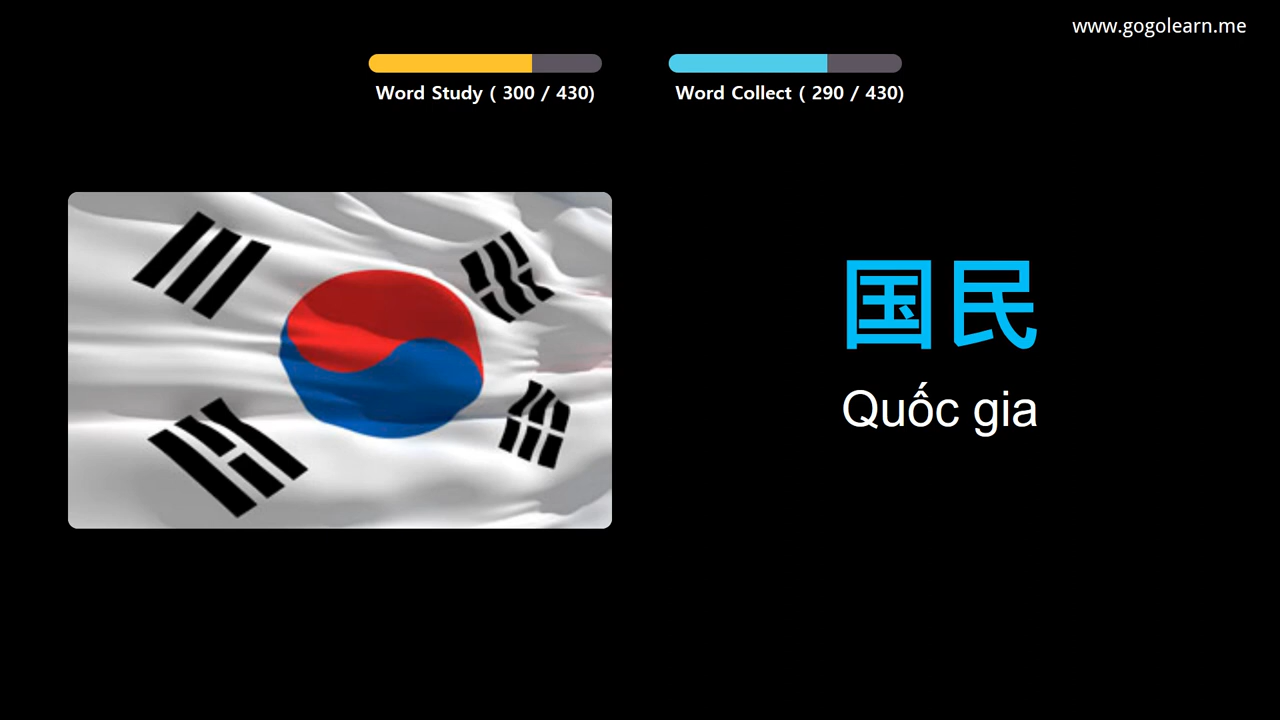 www.gogolearn.me
Word Study ( 300 / 430)
Word Collect ( 290 / 430)
国民
Quốc gia